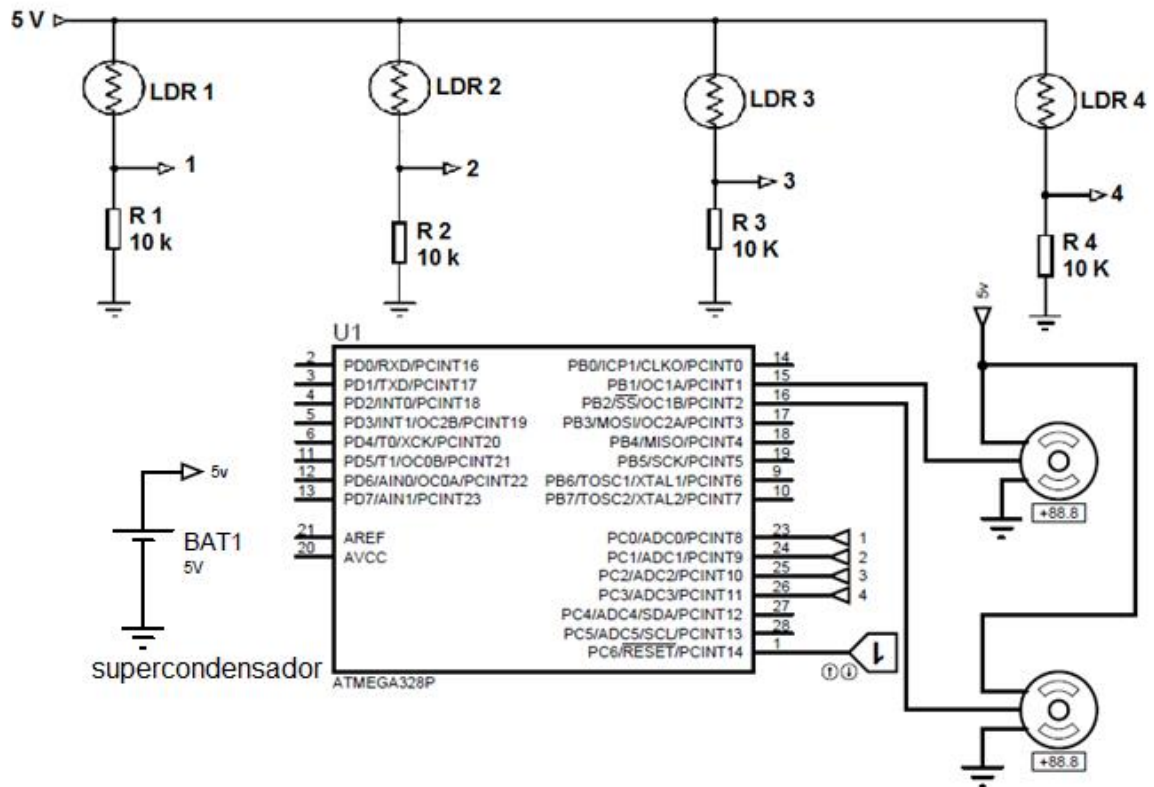 5 V
LDR 1
LDR 2
LDR 3
LDR 4
1
2
3
4
R 1
10 k
R 2
10 k
R 3
10 K
R 4
10 K
5v
U1
2 PD0/RXD/PCINT16
3 PD1/TXD/PCINT17
4 PD2/INT0/PCINT18
5 PD3/INT1/OC2B/PCINT19
6 PD4/T0/XCK/PCINT20
11 PD5/T1/OC0B/PCINT21
12 PD6/AIN0/OC0A/PCINT22
13 PD7/AIN1/PCINT23
21 AREF
20 AVCC
PB0/ICP1/CLKO/PCINT0 14
PB1/OC1A/PCINT1 15
PB2/SS/OC1B/PCINT2 16
PB3/MOSI/OC2A/PCINT3 17
PB4/MISO/PCINT4 18
PB5/SCK/PCINT5 19
PB6/TOSC1/XTAL1/PCINT6 9
PB7/TOSC2/XTAL2/PCINT7 10
PC0/ADC0/PCINT8 23 1
PC1/ADC1/PCINT9 24 2
PC2/ADC2/PCINT10 25 3
PC3/ADC3/PCINT11 26 4
PC4/ADC4/SDA/PCINT12 27
PC5/ADC5/SCL/PCINT13 28
PC6/RESET/PCINT14 1 1
ATMEGA328P
5v
BAT1
5V
supercondensador
+88.8
+88.8